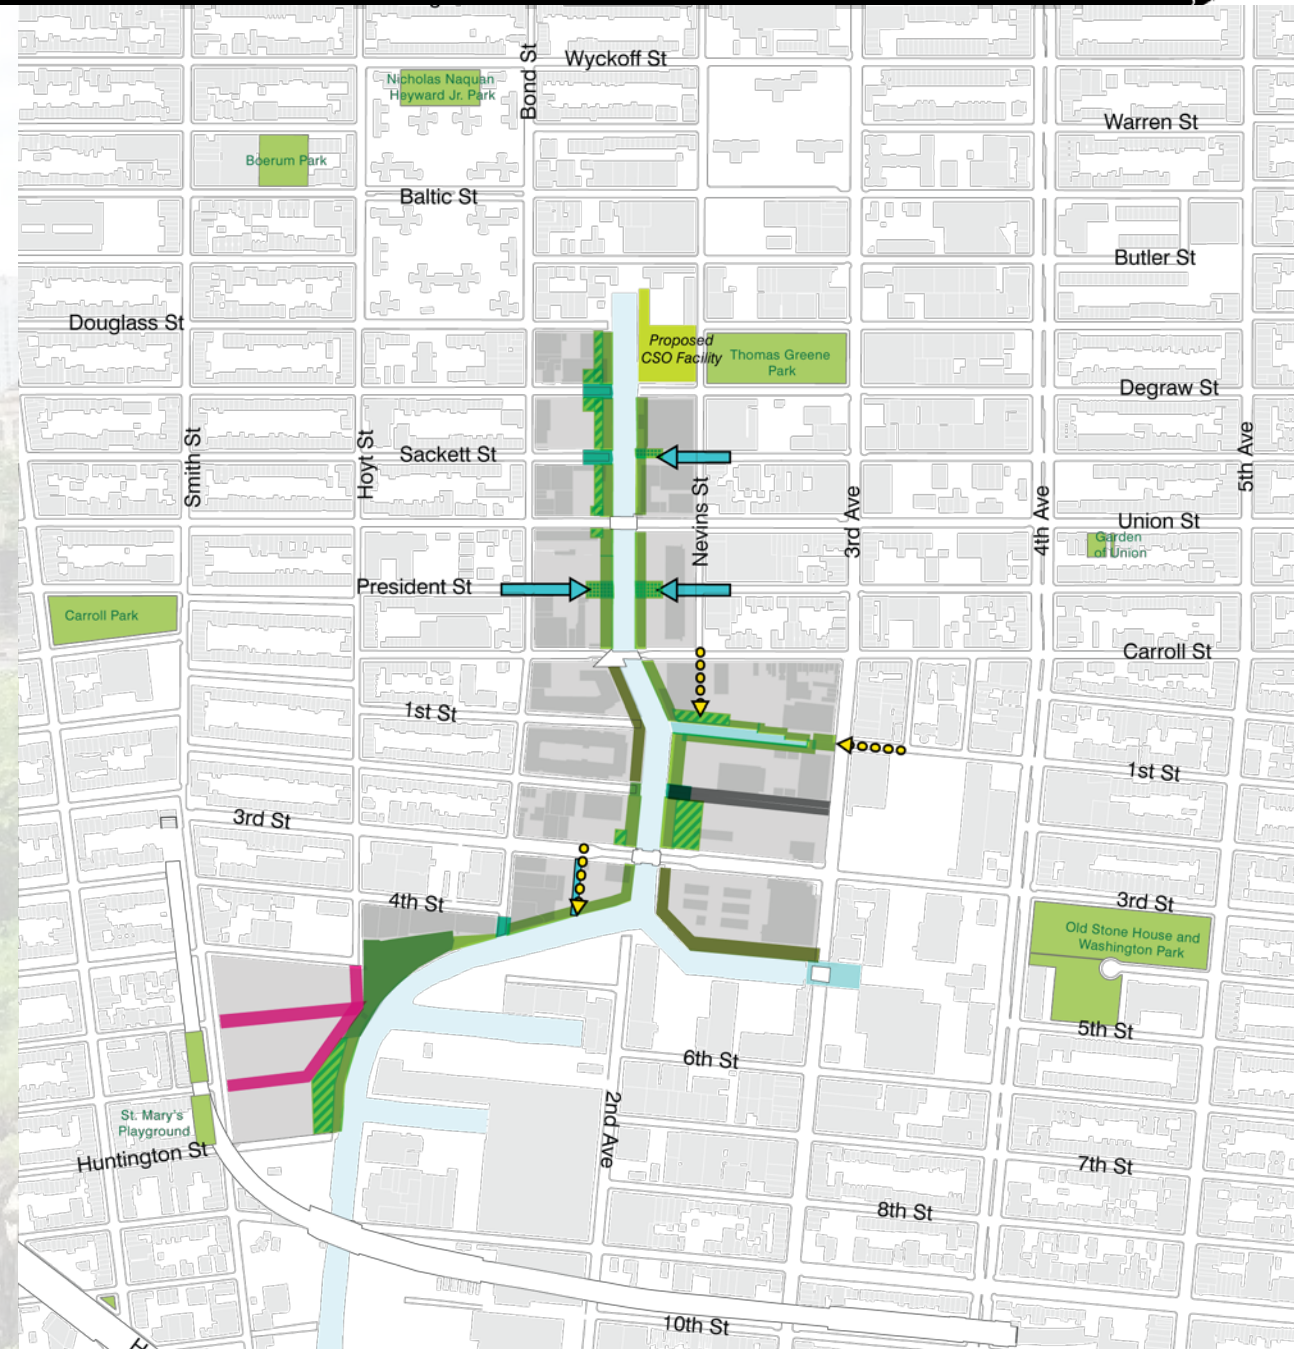 Wyckoff St
Bond St
Nicholas Naquan
Heyward Jr. Park
Warren St
Boerum Park
Baltic St
Butler St
Douglass St
Proposed
CSO Facility
Thomas Greene
Park
Degraw St
Smith St
Hoyt St
Sackett St
5th Ave
Nevins St
3rd Ave
4th Ave
Union St
Garden
of Union
President St
Carroll Park
Carroll St
1st St
1st St
3rd St
4th St
3rd St
Old Stone House and
Washington Park
5th St
6th St
2nd Ave
St. Mary's
Playground
Huntington St
7th St
8th St
10th St
H